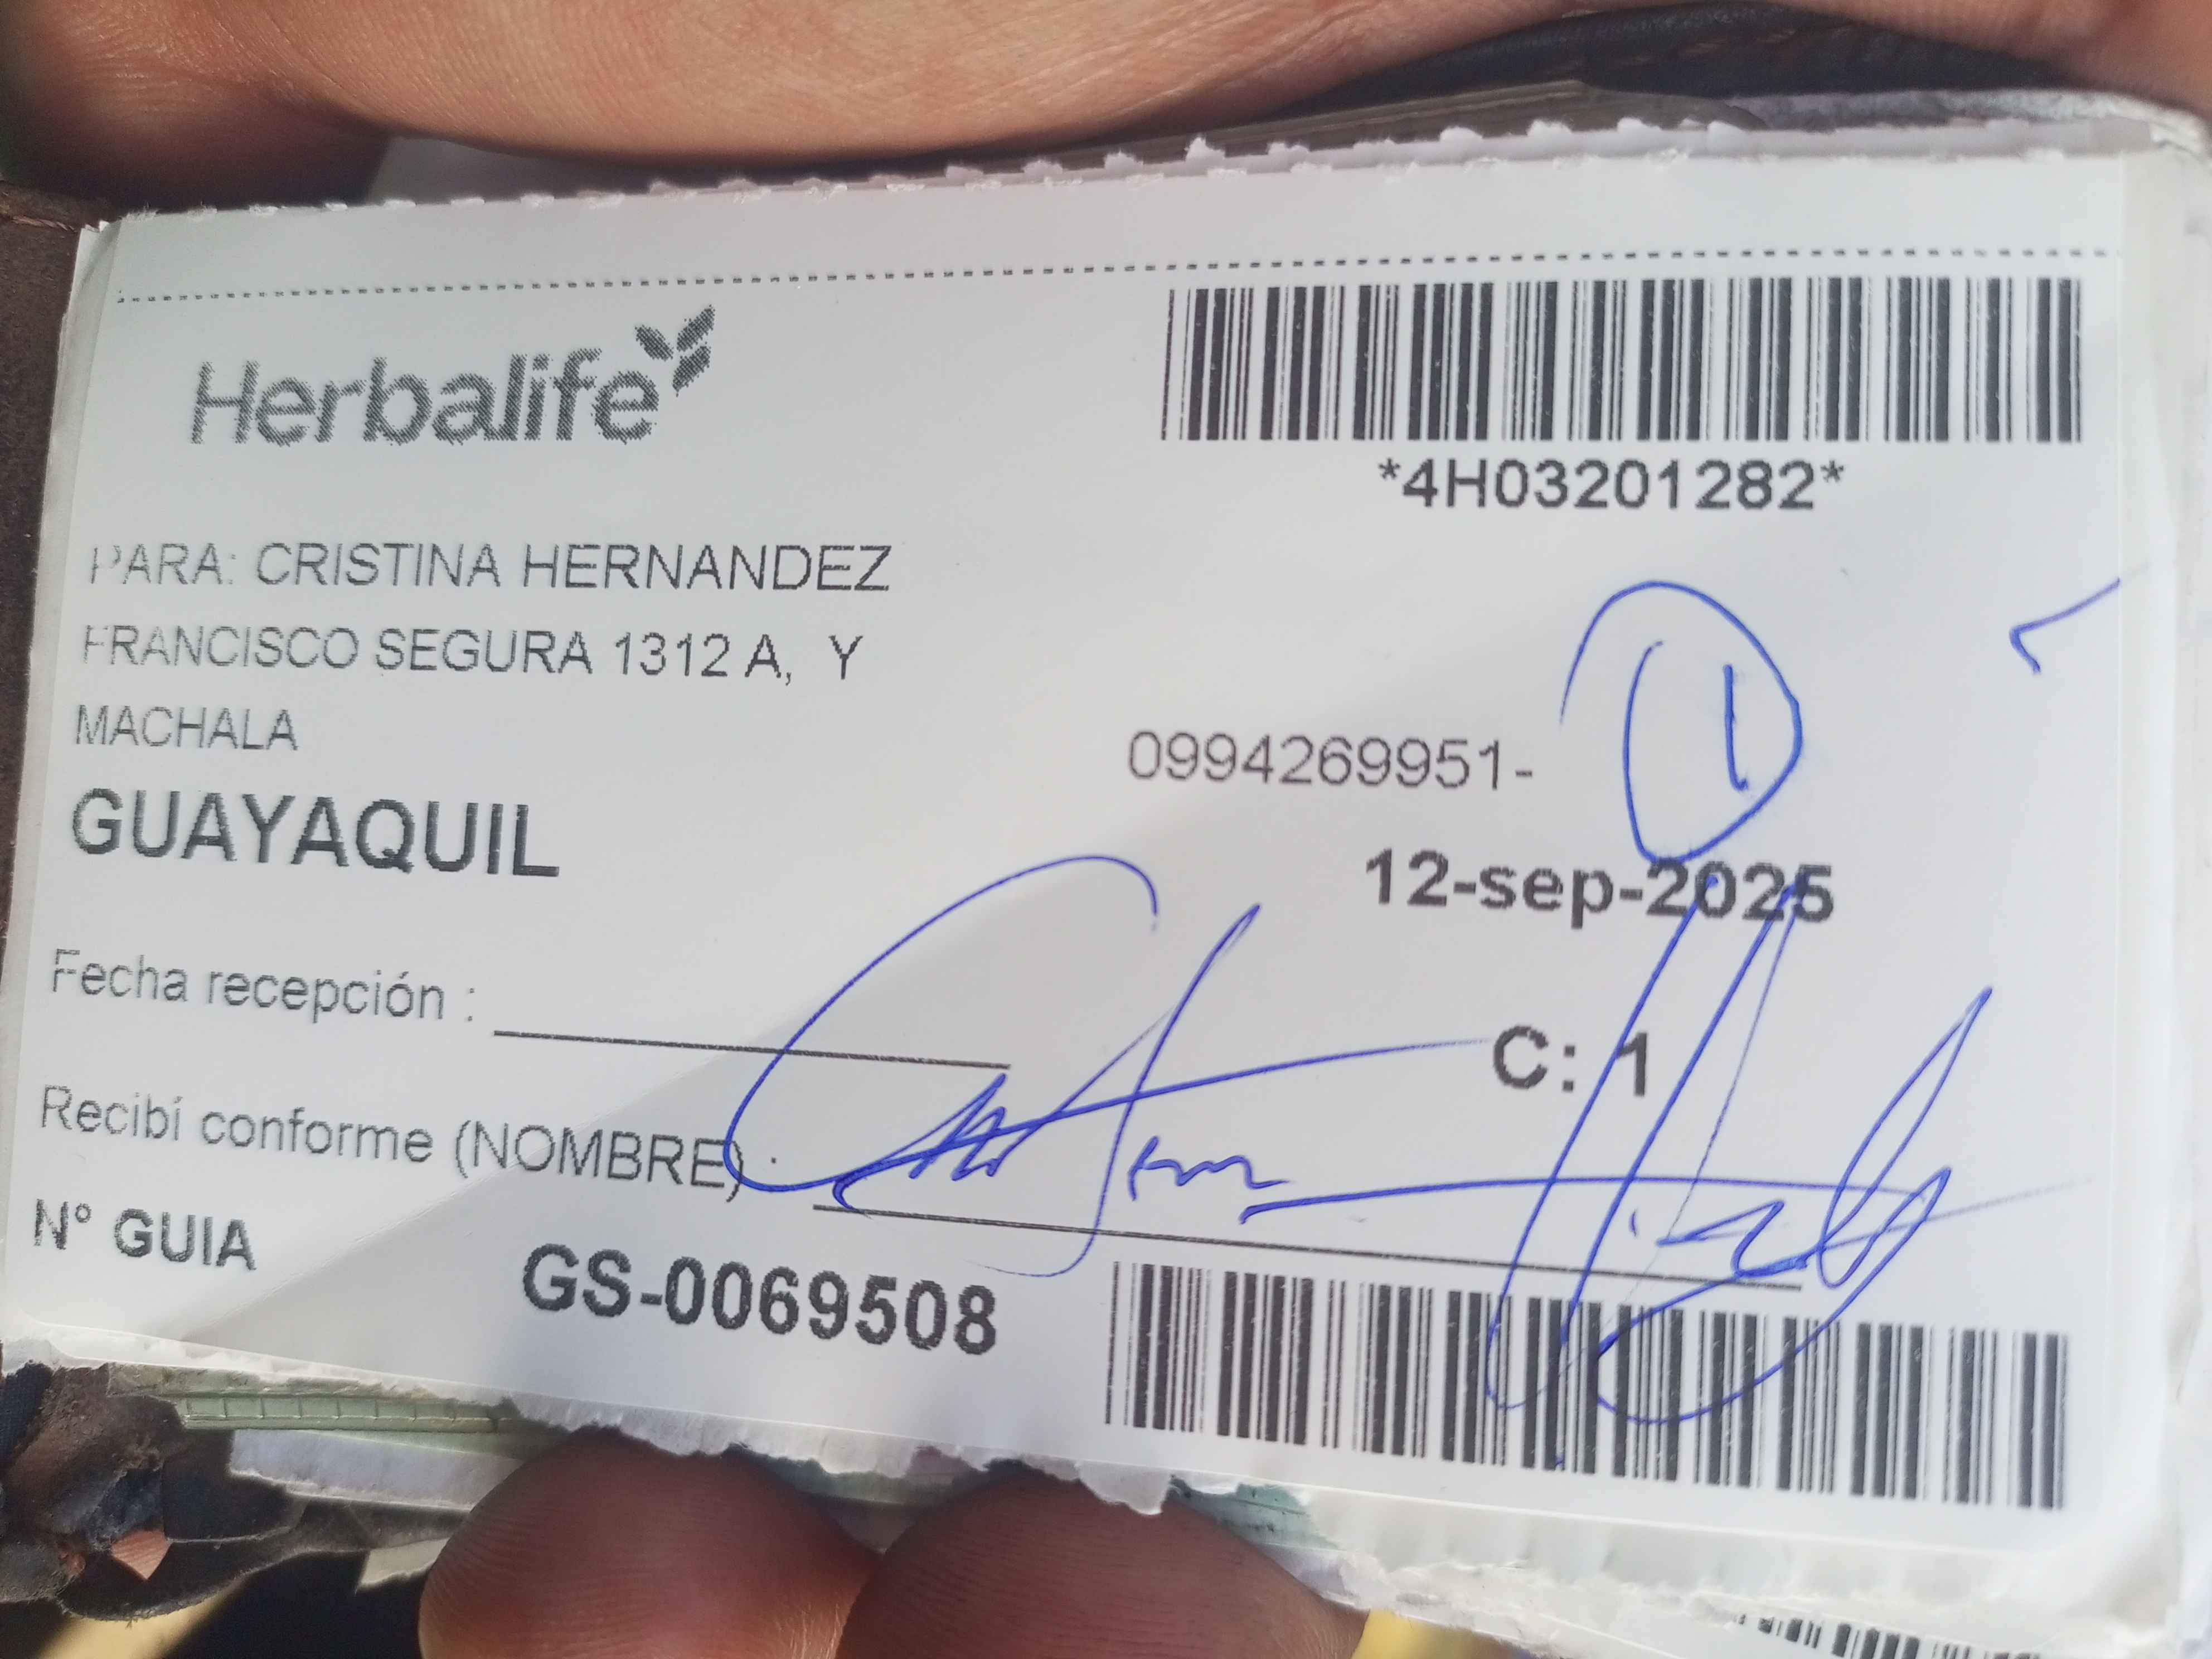 Herbalife
*4H03201282*
PARA: CRISTINA HERNANDEZ
FRANCISCO SEGURA 1312 A, Y
MACHALA
0994269951-
1
GUAYAQUIL
12-sep-2025
Fecha recepción :
C: 1
Recibí conforme (NOMBRE) :
N° GUIA
GS-0069508